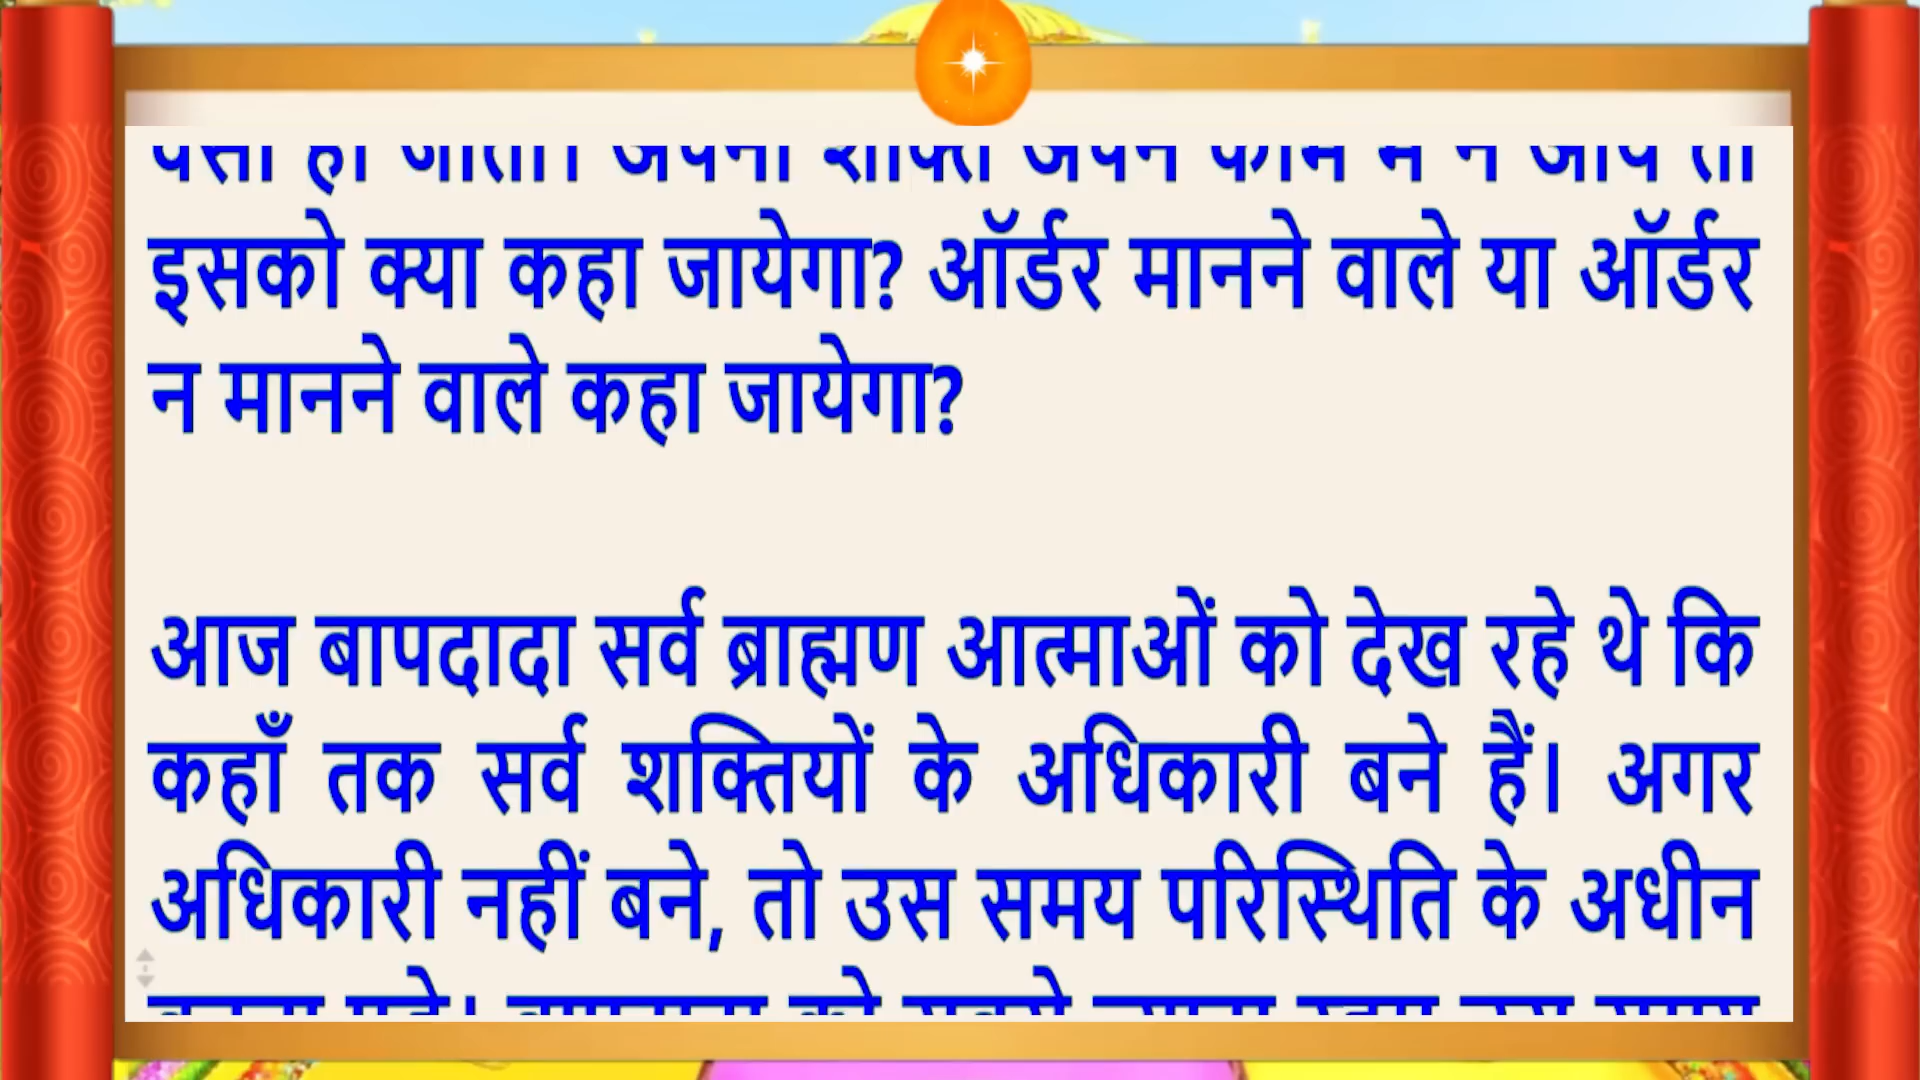 इसको क्या कहा जायेगा? ऑर्डर मानने वाले या ऑर्डर
न मानने वाले कहा जायेगा?
आज बापदादा सर्व ब्राह्मण आत्माओं को देख रहे थे कि
कहाँ तक सर्व शक्तियों के अधिकारी बने हैं। अगर
अधिकारी नहीं बने, तो उस समय परिस्थिति के अधीन